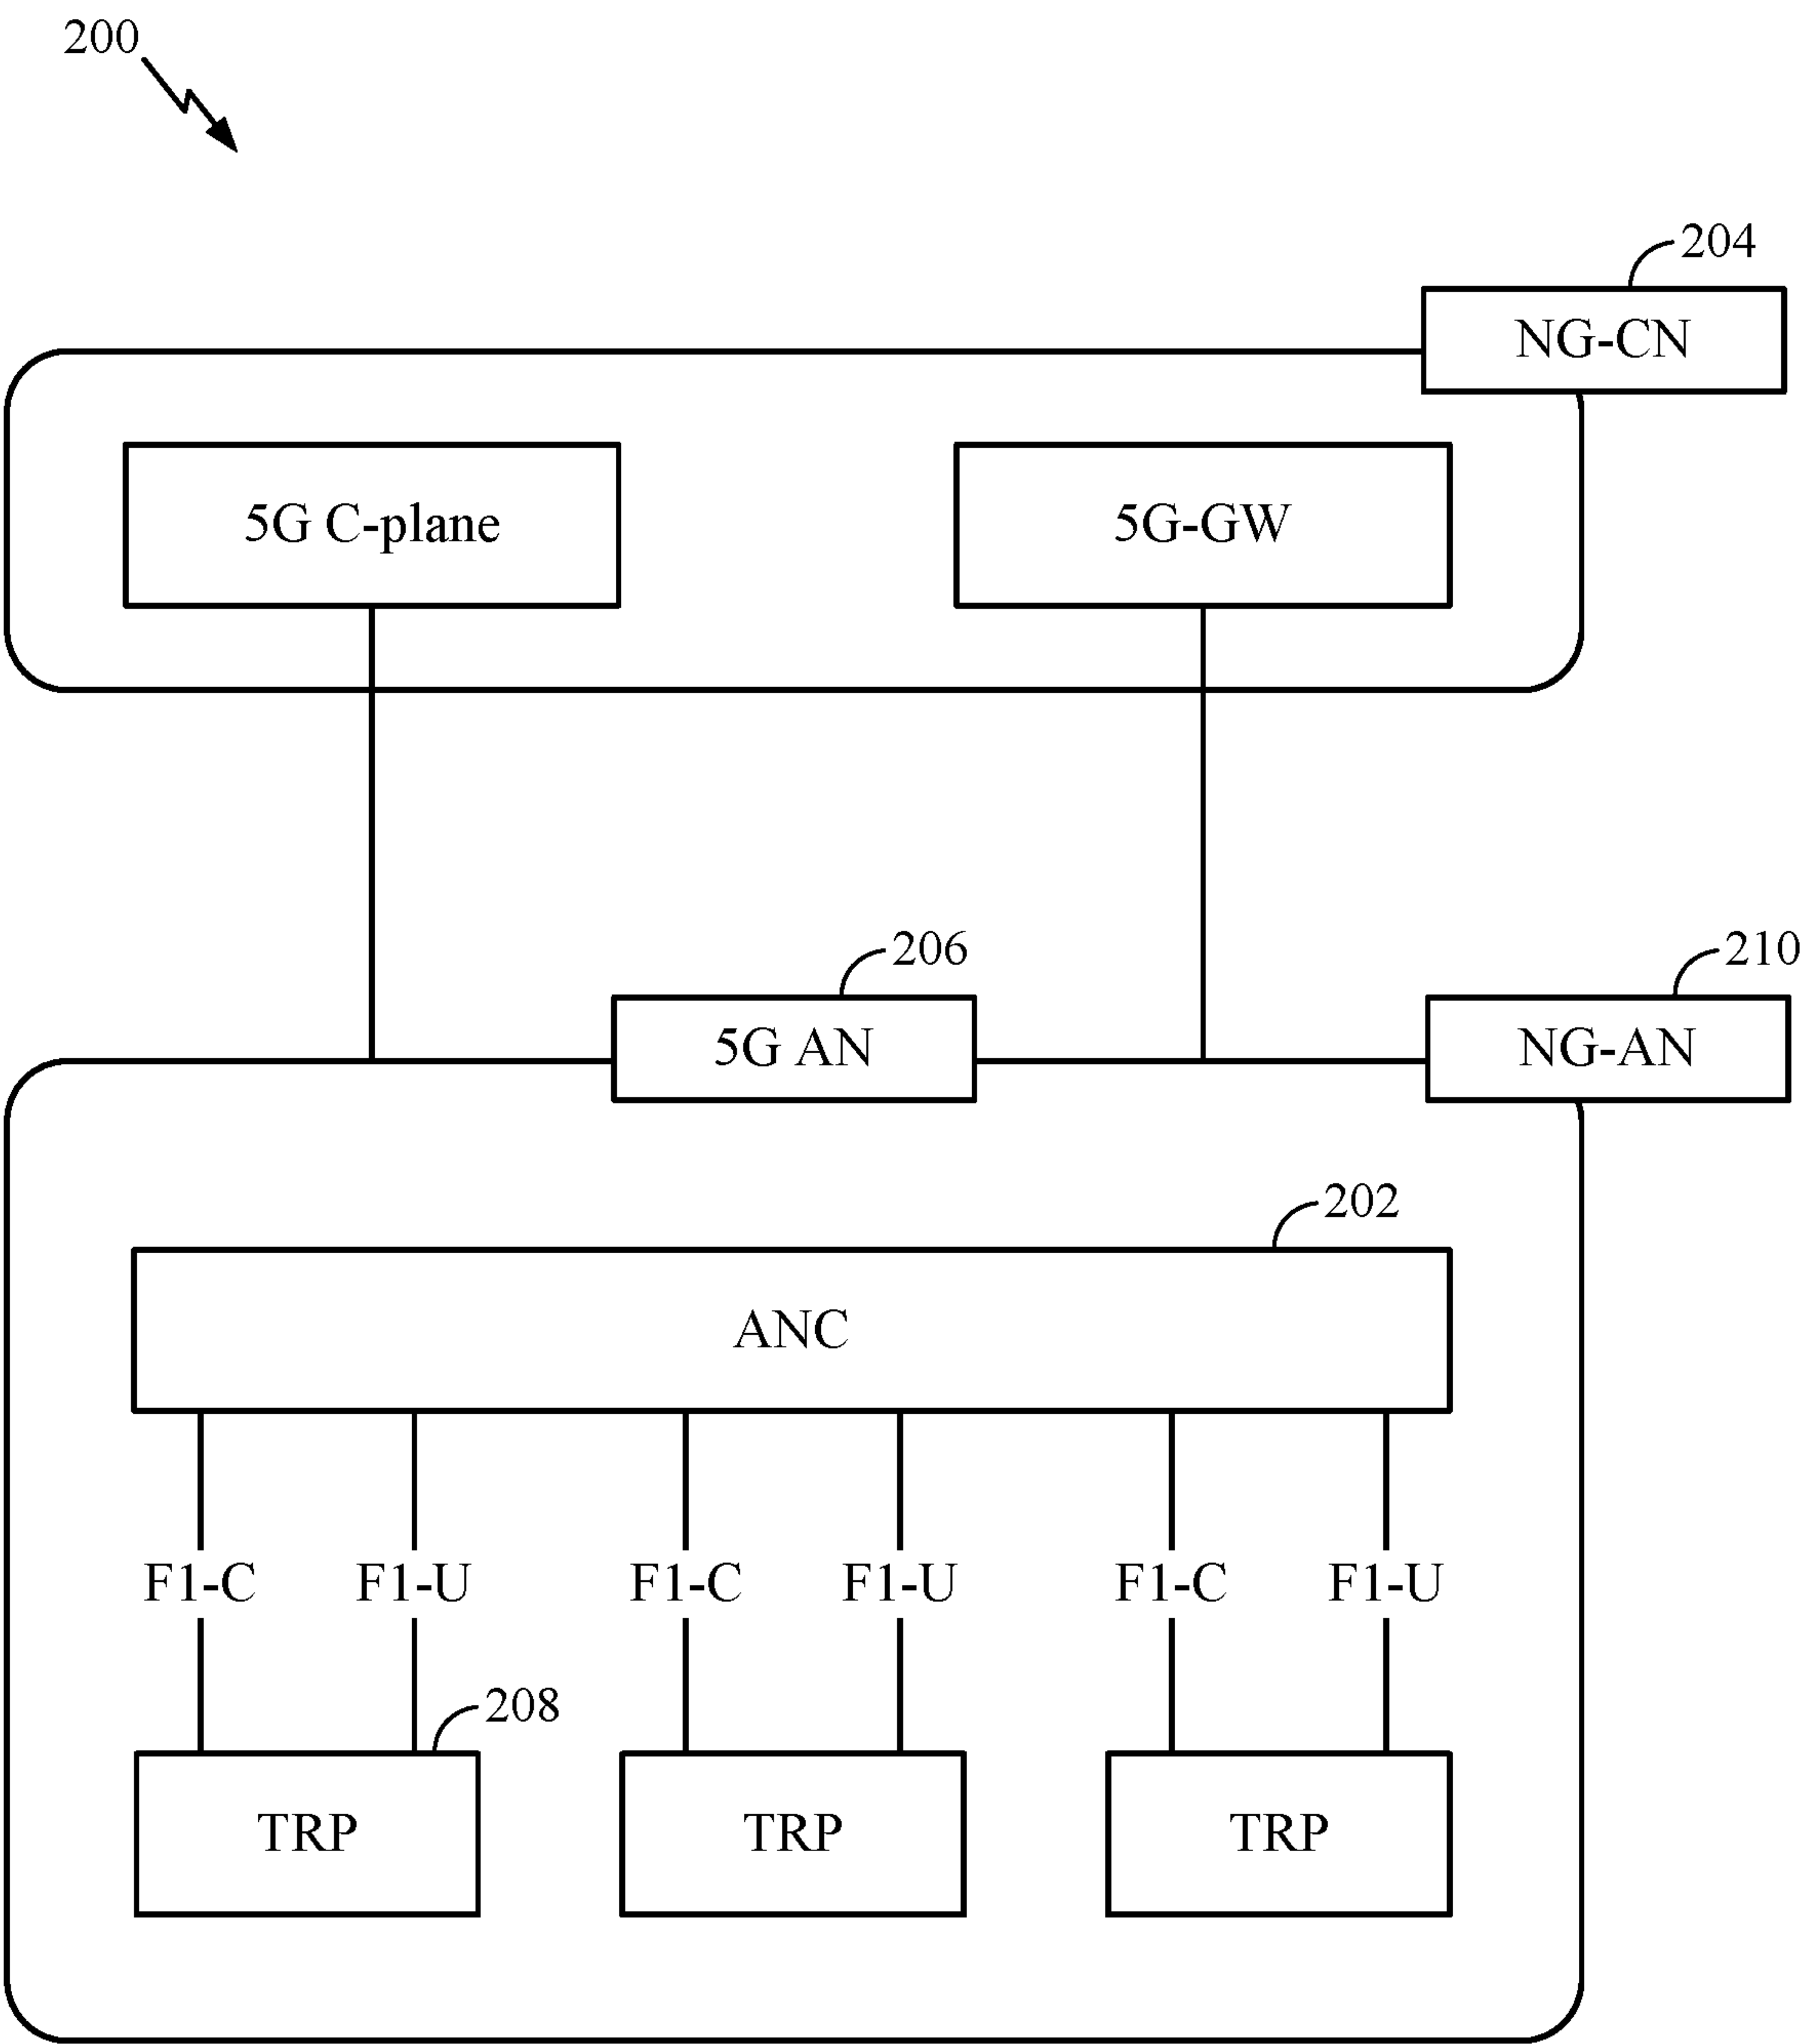 200
204
NG-CN
5G C-plane
5G-GW
206
210
5G AN
NG-AN
202
ANC
F1-C F1-U F1-C F1-U F1-C F1-U
208
TRP TRP TRP